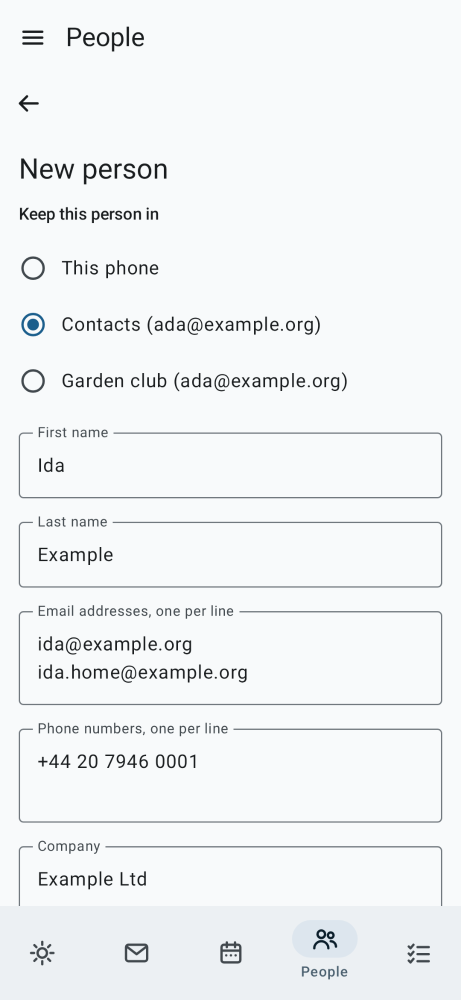 People
New person
Keep this person in
This phone
Contacts (ada@example.org)
Garden club (ada@example.org)
First name
Ida
Last name
Example
Email addresses, one per line
ida@example.org
ida.home@example.org
Phone numbers, one per line
+44 20 7946 0001
Company
Example Ltd
People